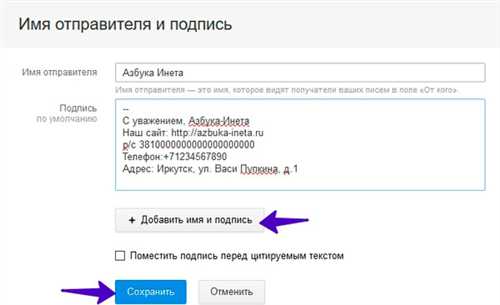 Имя отправителя и подпись
Имя отправителя Азбука Инета
Имя отправителя — это имя, которое видят получатели ваших писем в поле «От кого».
Подпись
по умолчанию
--
С уважением, Азбука-Инета
Наш сайт: http://azbuka-ineta.ru
р/с 3810000000000000000000
Телефон:+71234567890
Адрес: Иркутск, ул. Васи Пупкина, д.1
+ Добавить имя и подпись
Поместить подпись перед цитируемым текстом
Сохранить Отменить